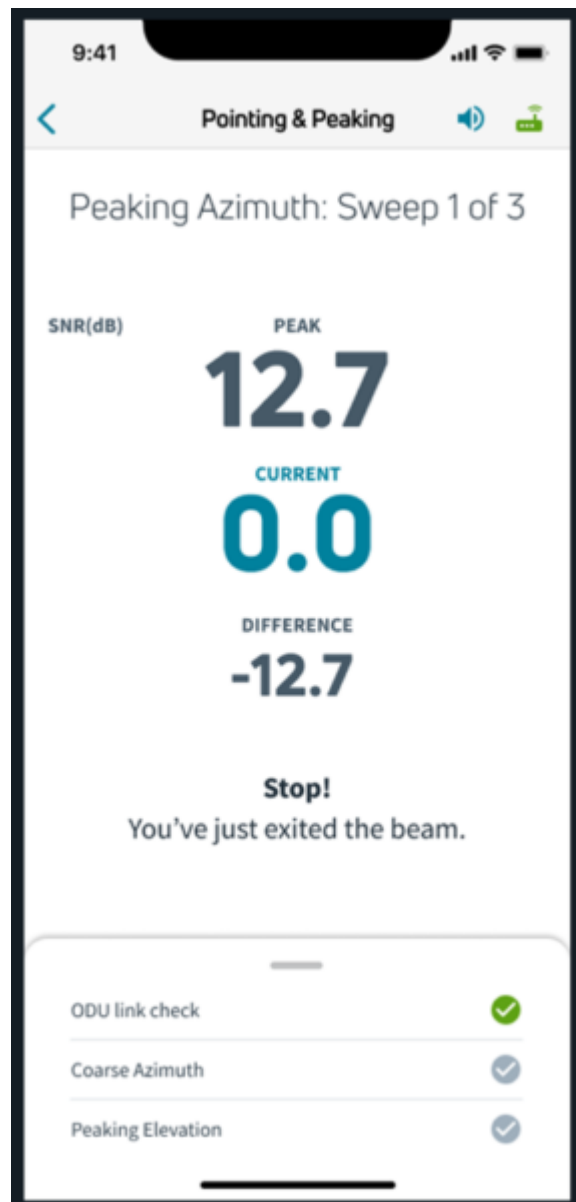 9:41
Pointing & Peaking
Peaking Azimuth: Sweep 1 of 3
SNR(dB)
PEAK
12.7
CURRENT
0.0
DIFFERENCE
-12.7
Stop!
You’ve just exited the beam.
ODU link check
Coarse Azimuth
Peaking Elevation